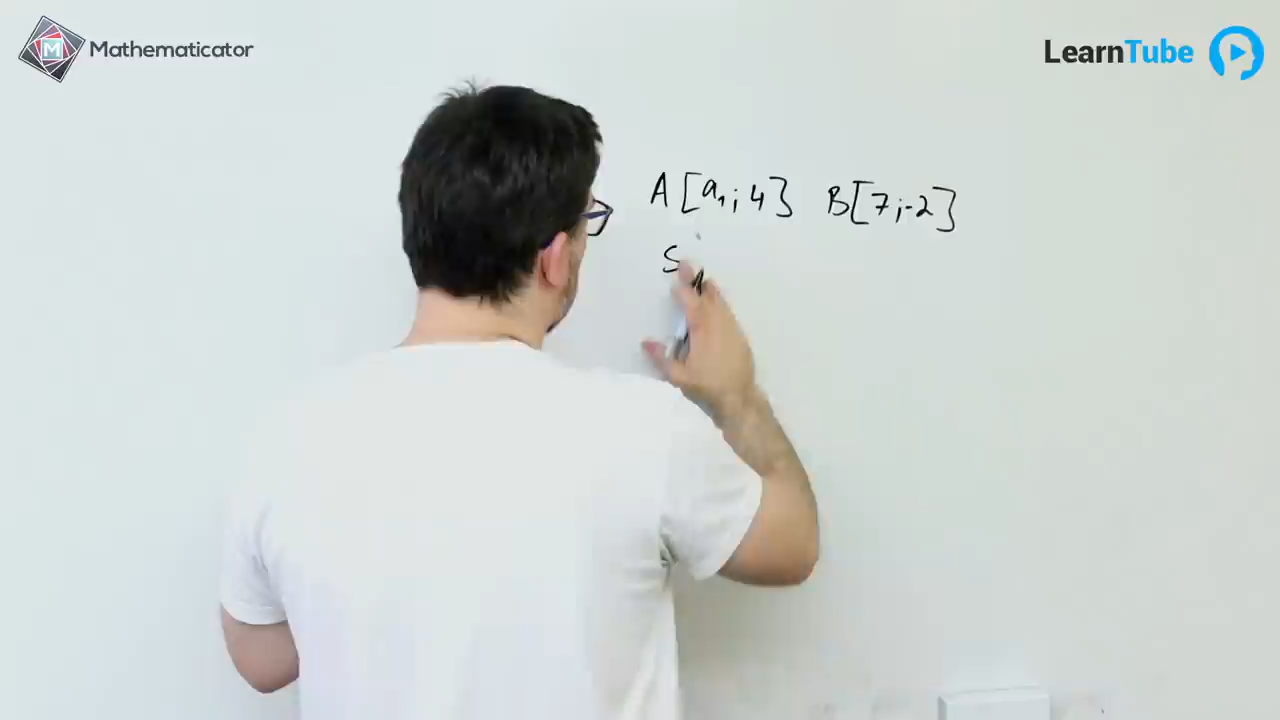 Mathematicator
LearnTube
A[a₁; 4] B[7; -2]
S